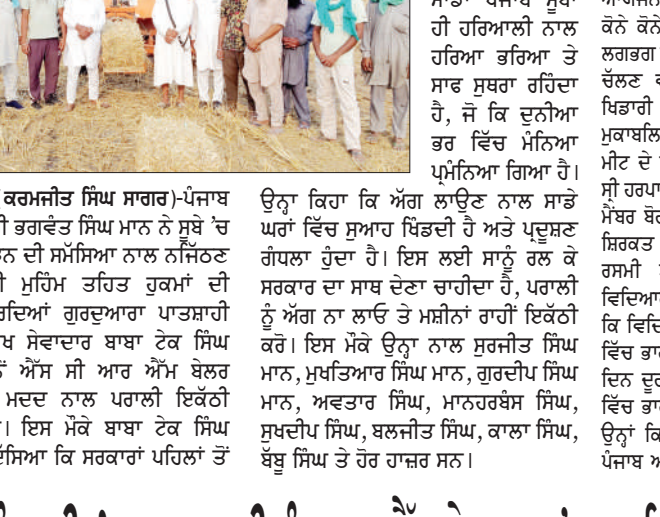 (ਕਰਮਜੀਤ ਸਿੰਘ ਸਾਗਰ)-ਪੰਜਾਬ
ਭਗਵੰਤ ਸਿੰਘ ਮਾਨ ਨੇ ਸੂਬੇ ’ਚ
ਦੀ ਸਮੱਸਿਆ ਨਾਲ ਨਜਿੱਠਣ
ਮੁਹਿੰਮ ਤਹਿਤ ਹੁਕਮਾਂ ਦੀ
ਗੁਰਦੁਆਰਾ ਪਾਤਸ਼ਾਹੀ
ਸੇਵਾਦਾਰ ਬਾਬਾ ਟੇਕ ਸਿੰਘ
ਐੱਸ ਸੀ ਆਰ ਐੱਮ ਬੇਲਰ
ਮਦਦ ਨਾਲ ਪਰਾਲੀ ਇਕੱਠੀ
। ਇਸ ਮੌਕੇ ਬਾਬਾ ਟੇਕ ਸਿੰਘ
ਕਿ ਸਰਕਾਰਾਂ ਪਹਿਲਾਂ ਤੋਂ
ਸਾਡਾ ਪੰਜਾਬ ਸੂਬਾ
ਹੀ ਹਰਿਆਲੀ ਨਾਲ
ਹਰਿਆ ਭਰਿਆ ਤੇ
ਸਾਫ ਸੁਥਰਾ ਰਹਿੰਦਾ
ਹੈ, ਜੋ ਕਿ ਦੁਨੀਆ
ਭਰ ਵਿੱਚ ਮੰਨਿਆ
ਪ੍ਰਮੰਨਿਆ ਗਿਆ ਹੈ।
ਉਨ੍ਹਾ ਕਿਹਾ ਕਿ ਅੱਗ ਲਾਉਣ ਨਾਲ ਸਾਡੇ
ਘਰਾਂ ਵਿੱਚ ਸੁਆਹ ਖਿੰਡਦੀ ਹੈ ਅਤੇ ਪ੍ਰਦੂਸ਼ਣ
ਗੰਧਲਾ ਹੁੰਦਾ ਹੈ। ਇਸ ਲਈ ਸਾਨੂੰ ਰਲ ਕੇ
ਸਰਕਾਰ ਦਾ ਸਾਥ ਦੇਣਾ ਚਾਹੀਦਾ ਹੈ, ਪਰਾਲੀ
ਨੂੰ ਅੱਗ ਨਾ ਲਾਓ ਤੇ ਮਸ਼ੀਨਾਂ ਰਾਹੀਂ ਇਕੱਠੀ
ਕਰੋ। ਇਸ ਮੌਕੇ ਉਨ੍ਹਾ ਨਾਲ ਸੁਰਜੀਤ ਸਿੰਘ
ਮਾਨ, ਮੁਖਤਿਆਰ ਸਿੰਘ ਮਾਨ, ਗੁਰਦੀਪ ਸਿੰਘ
ਮਾਨ, ਅਵਤਾਰ ਸਿੰਘ, ਮਾਨਹਰਬੰਸ ਸਿੰਘ,
ਸੁਖਦੀਪ ਸਿੰਘ, ਬਲਜੀਤ ਸਿੰਘ, ਕਾਲਾ ਸਿੰਘ,
ਬੱਬੂ ਸਿੰਘ ਤੇ ਹੋਰ ਹਾਜ਼ਰ ਸਨ।
ਕੋਨੇ ਕੋਨੇ
ਲਗਭਗ
ਚੱਲਣ
ਖਿਡਾਰੀ
ਮੀਟ ਦੇ
ਸ੍ਰੀ
ਮੈਂਬਰ
ਸ਼ਿਰਕਤ
ਰਸਮੀ
ਕਿ
ਵਿੱਚ
ਦਿਨ
ਵਿੱਚ
ਉਨ੍ਹਾਂ
ਪੰਜਾਬ